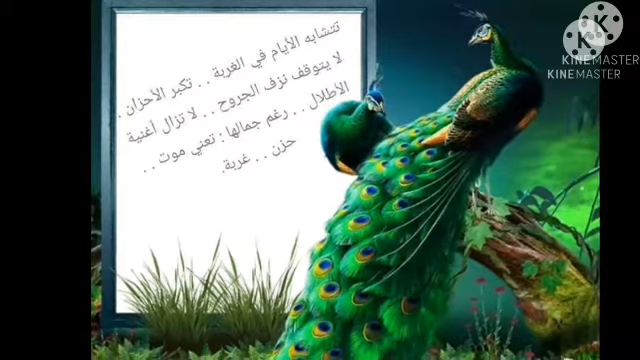 تتشابه الأيام في الغربة . . تكبر الأحزان .
لا يتوقف نزف الجروح . . لا تزال أغنية
الأطلال . . رغم جمالها : تعني موت . .
حزن . . غربة.
KINEMASTER
KINEMASTER